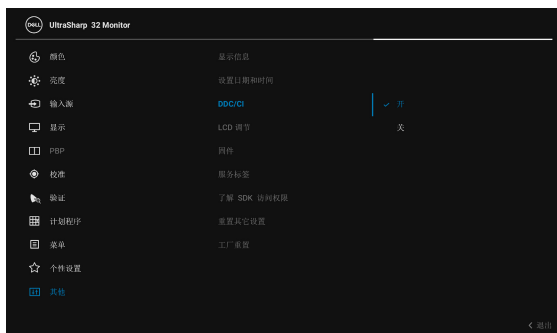 DELL UltraSharp 32 Monitor
颜色 显示信息
亮度 设置日期和时间
输入源 DDC/CI 开
显示 LCD 调节 关
PBP 固件
校准 服务标签
验证 了解 SDK 访问权限
计划程序 重置其它设置
菜单 工厂重置
个性设置
其他
退出